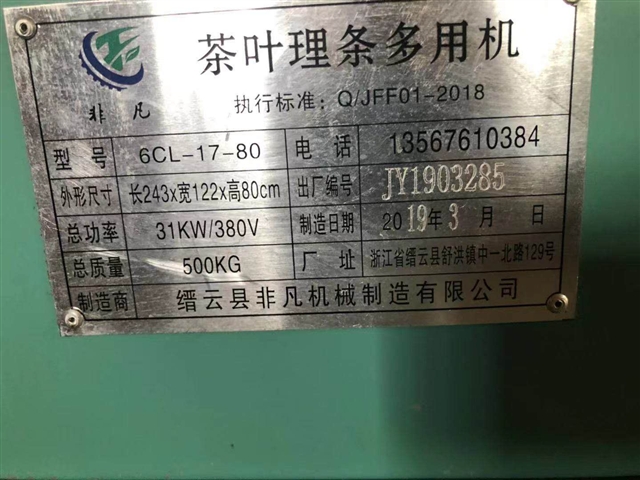 茶叶理条多用机
非凡
执行标准：Q/JFF01-2018
型号 6CL-17-80 电话 13567610384
外形尺寸 长243x宽122x高80cm 出厂编号 JY1903285
总功率 31KW/380V 制造日期 2019年3月 日
总质量 500KG 厂址 浙江省缙云县舒洪镇中一北路129号
制造商 缙云县非凡机械制造有限公司